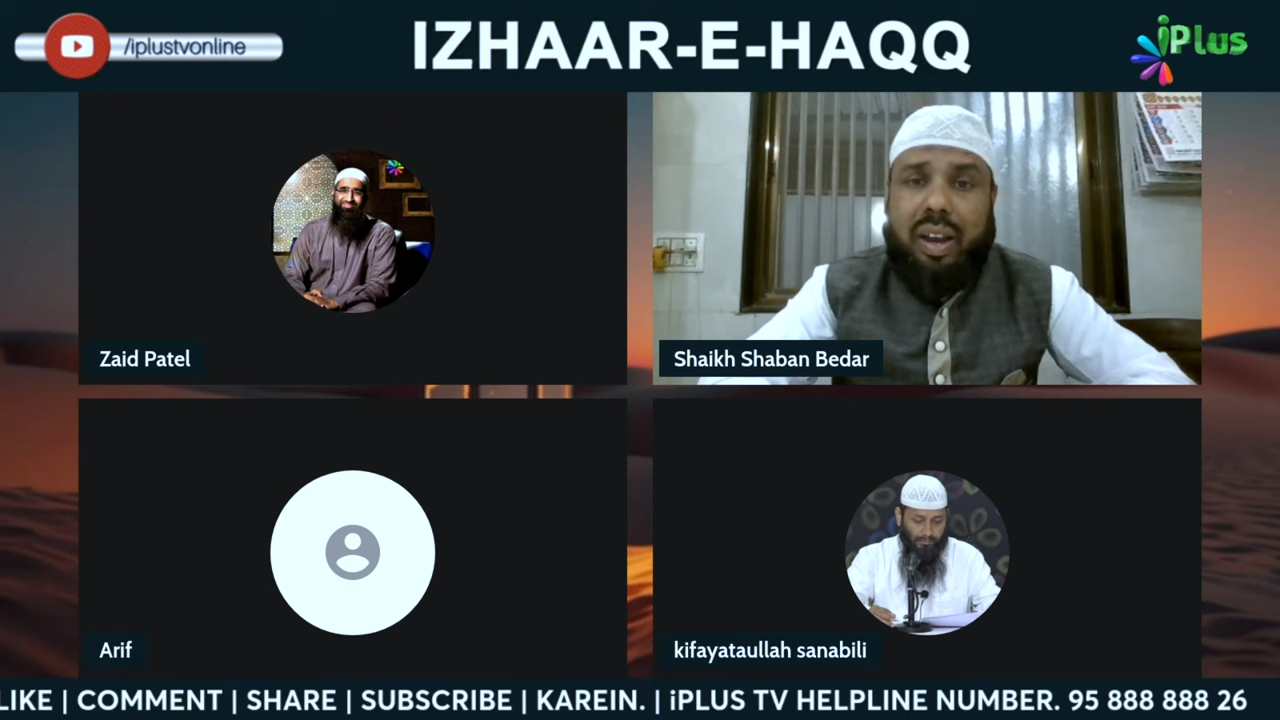 /iplustvonline
IZHAAR-E-HAQQ
iPlus
Zaid Patel
Shaikh Shaban Bedar
Arif
kifayataullah sanabili
LIKE | COMMENT | SHARE | SUBSCRIBE | KAREIN. | iPLUS TV HELPLINE NUMBER. 95 888 888 26